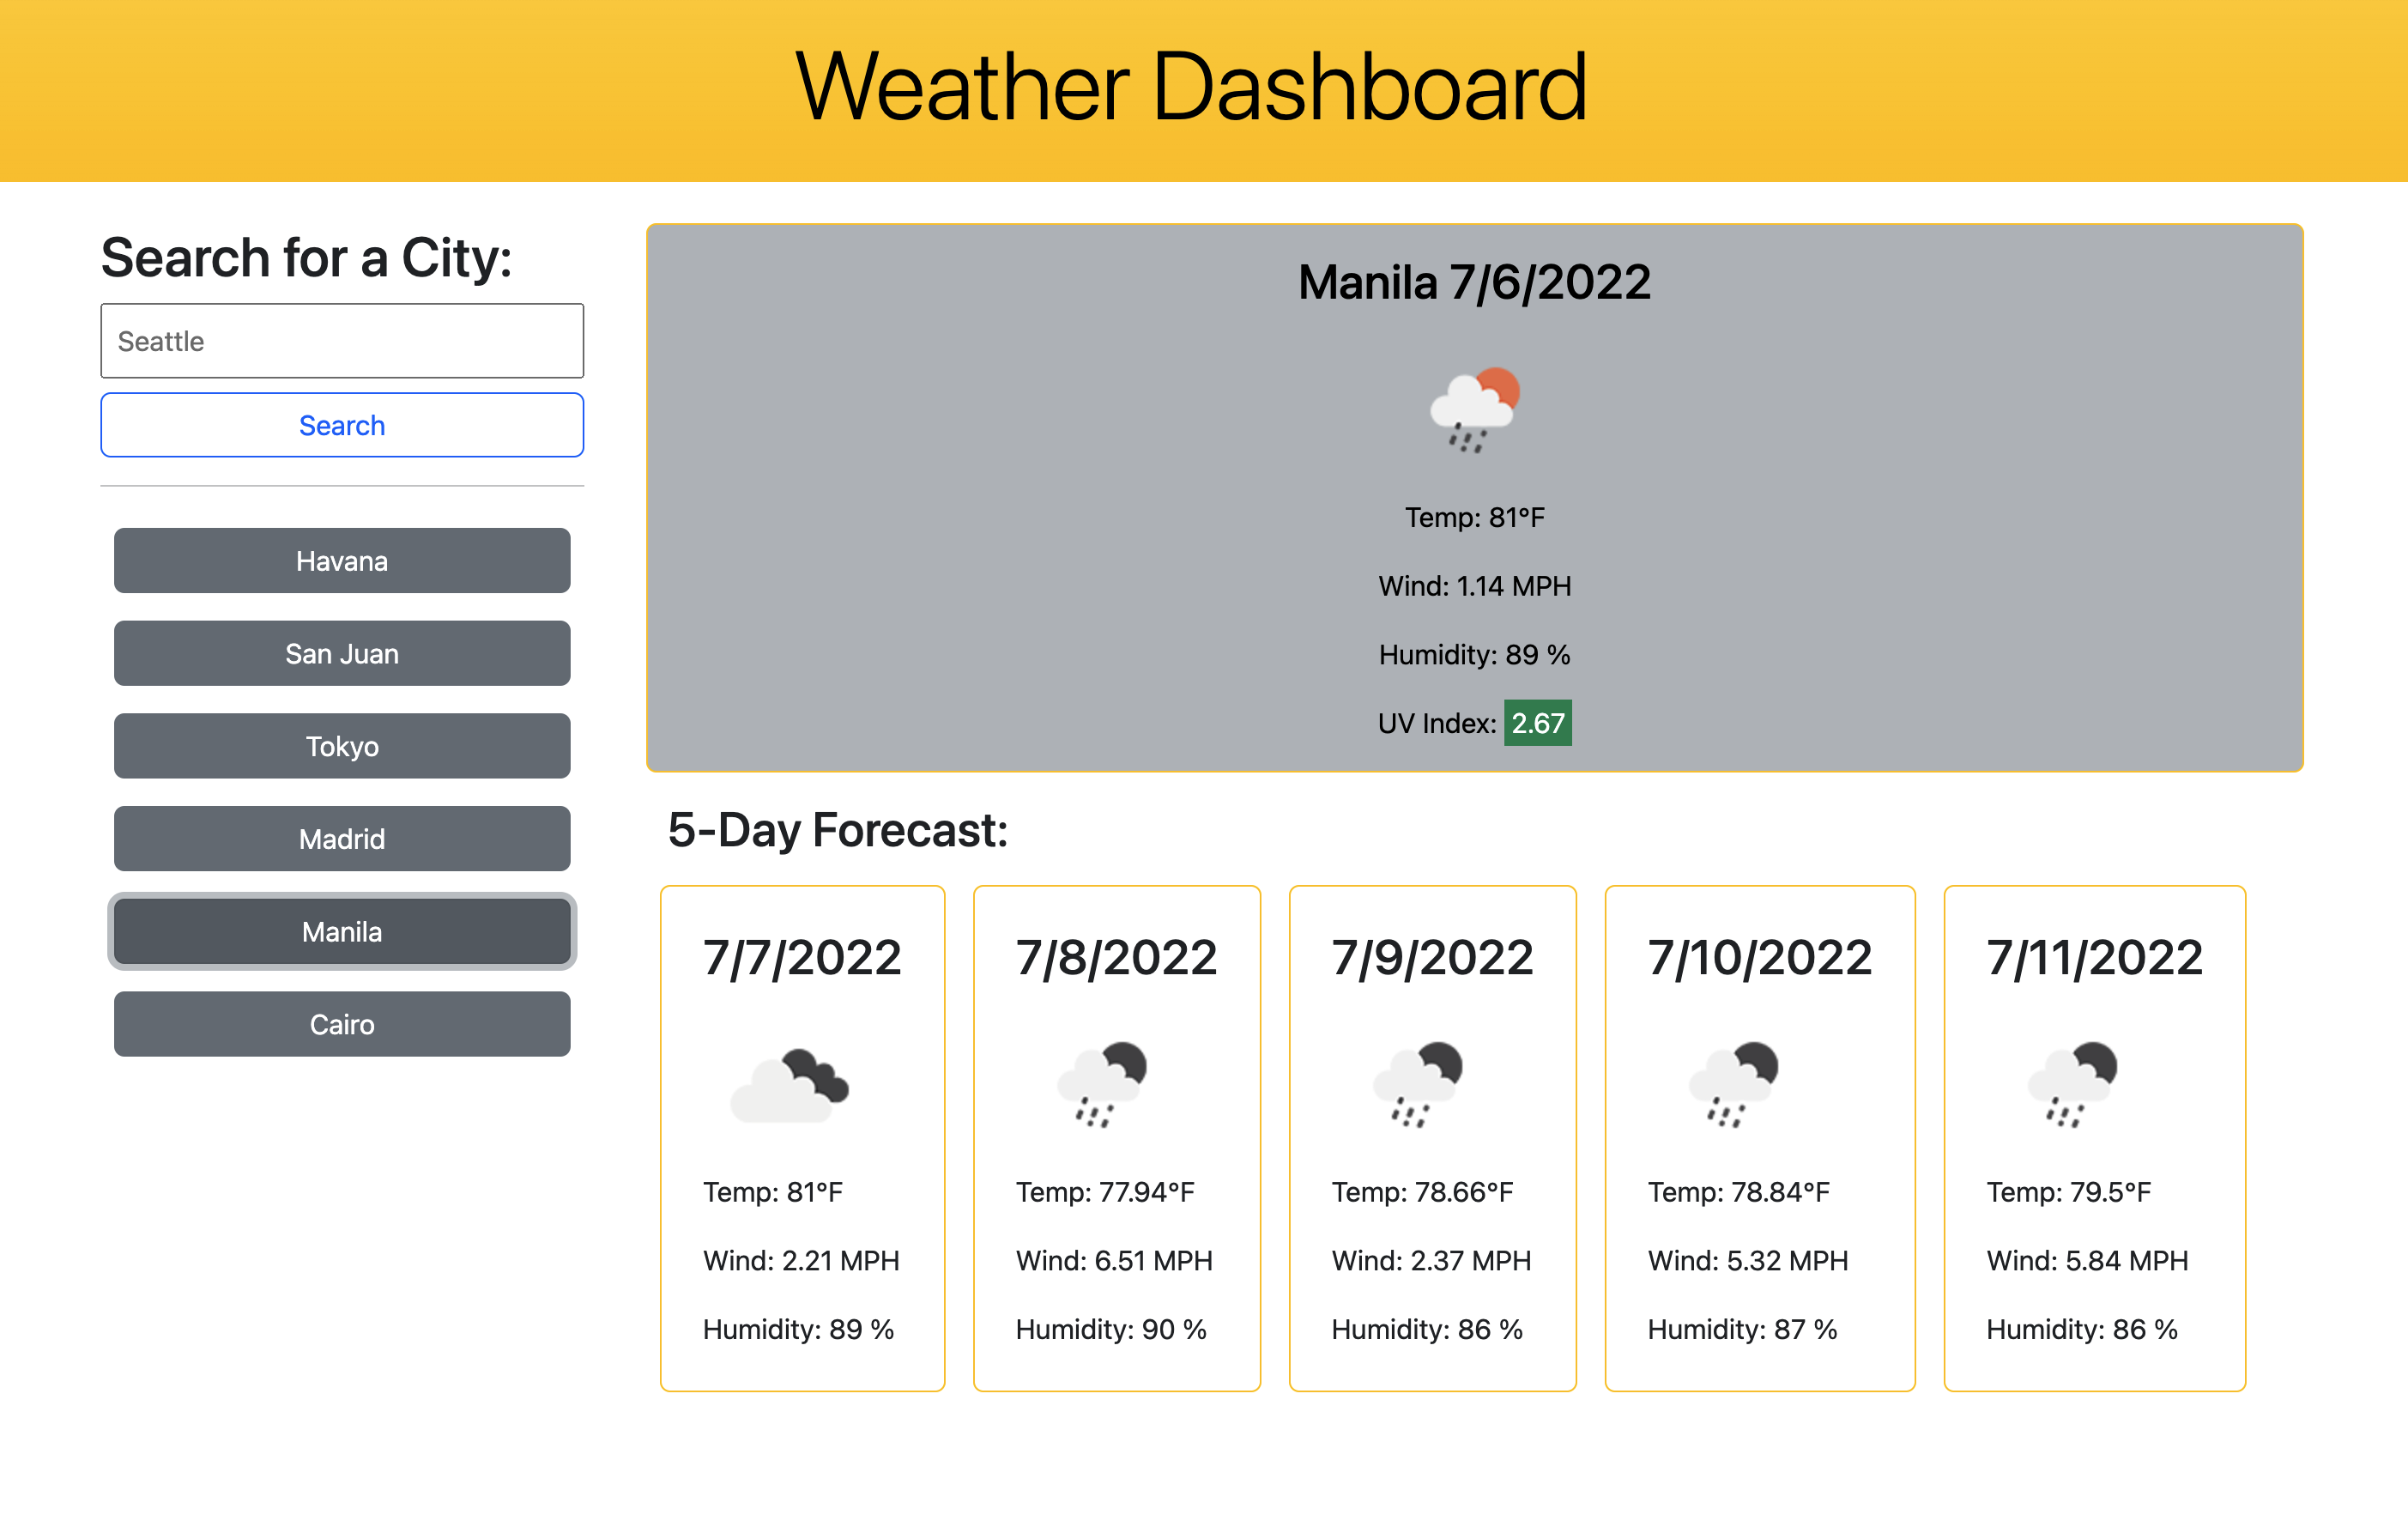 Weather Dashboard
Search for a City:
Seattle
Search
Havana
San Juan
Tokyo
Madrid
Manila
Cairo
Manila 7/6/2022
Temp: 81°F
Wind: 1.14 MPH
Humidity: 89 %
UV Index: 2.67
5-Day Forecast:
7/7/2022
Temp: 81°F
Wind: 2.21 MPH
Humidity: 89 %
7/8/2022
Temp: 77.94°F
Wind: 6.51 MPH
Humidity: 90 %
7/9/2022
Temp: 78.66°F
Wind: 2.37 MPH
Humidity: 86 %
7/10/2022
Temp: 78.84°F
Wind: 5.32 MPH
Humidity: 87 %
7/11/2022
Temp: 79.5°F
Wind: 5.84 MPH
Humidity: 86 %